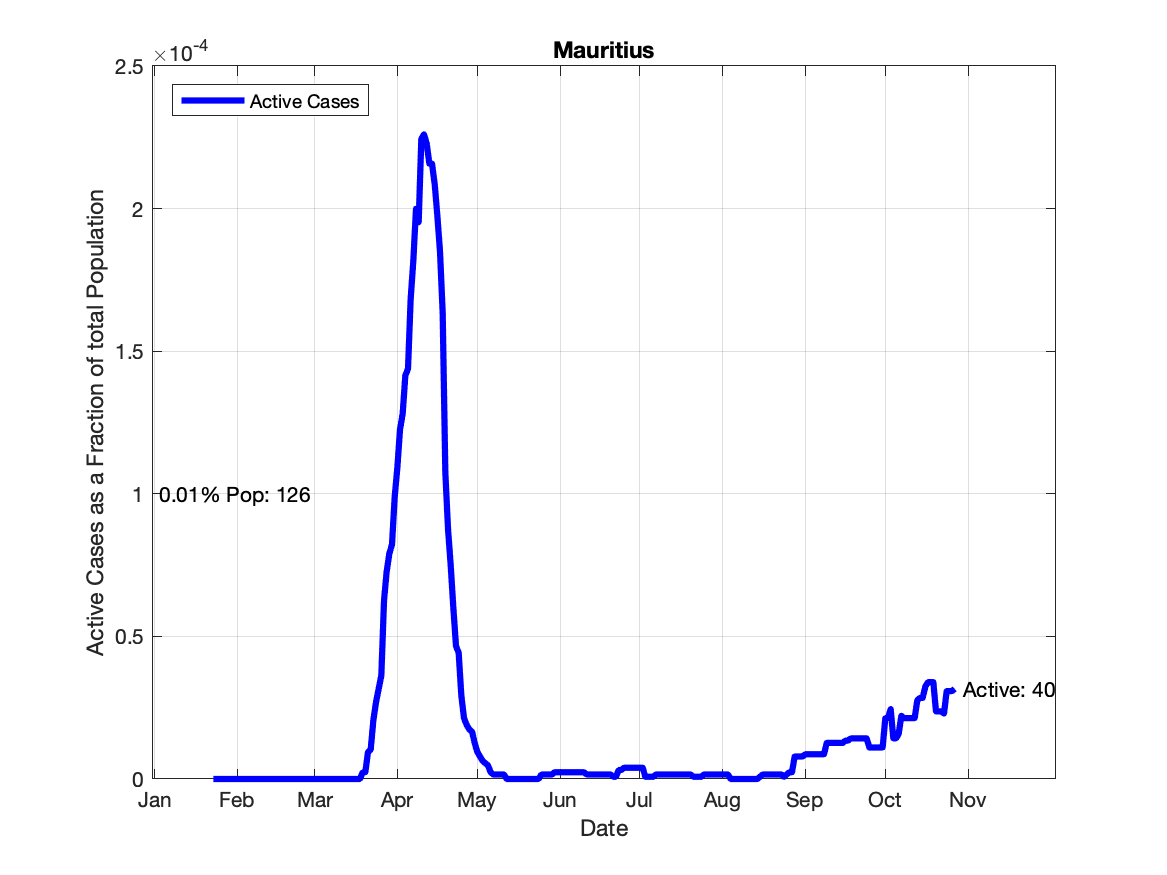 Mauritius
×10-4
2.5
2
1.5
1
0.5
0
Active Cases
0.01% Pop: 126
Active: 40
Active Cases as a Fraction of total Population
Jan Feb Mar Apr May Jun Jul Aug Sep Oct Nov
Date